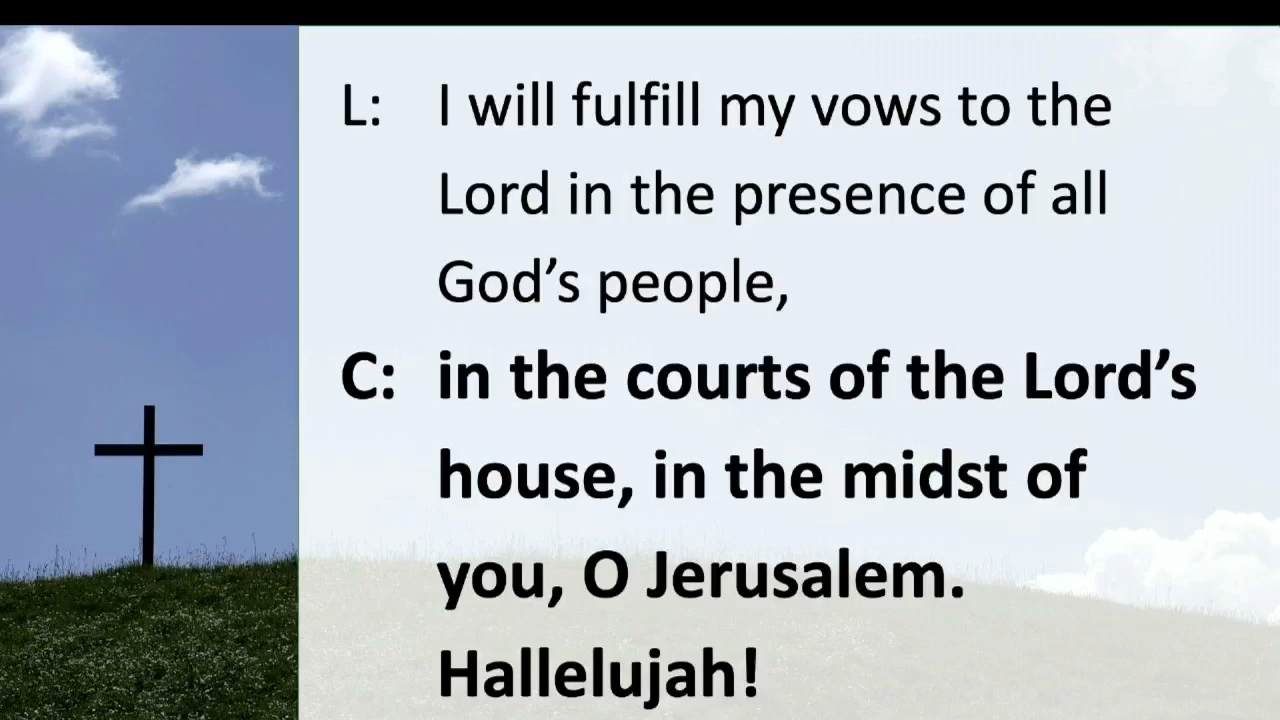 L: I will fulfill my vows to the
Lord in the presence of all
God’s people,
C: in the courts of the Lord’s
house, in the midst of
you, O Jerusalem.
Hallelujah!